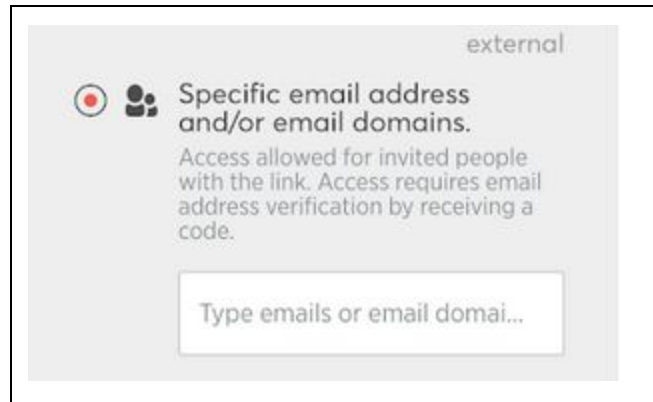 external
Specific email address
and/or email domains.
Access allowed for invited people
with the link. Access requires email
address verification by receiving a
code.
Type emails or email domai...